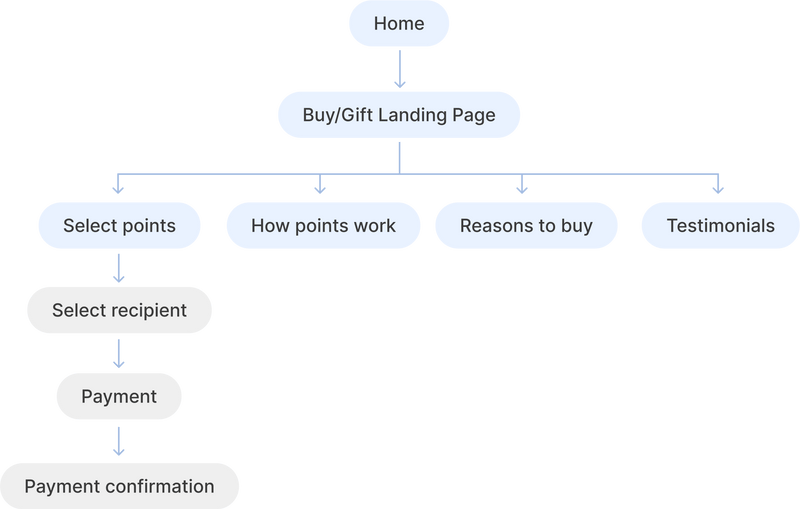 Home
Buy/Gift Landing Page
Select points
How points work
Reasons to buy
Testimonials
Select recipient
Payment
Payment confirmation